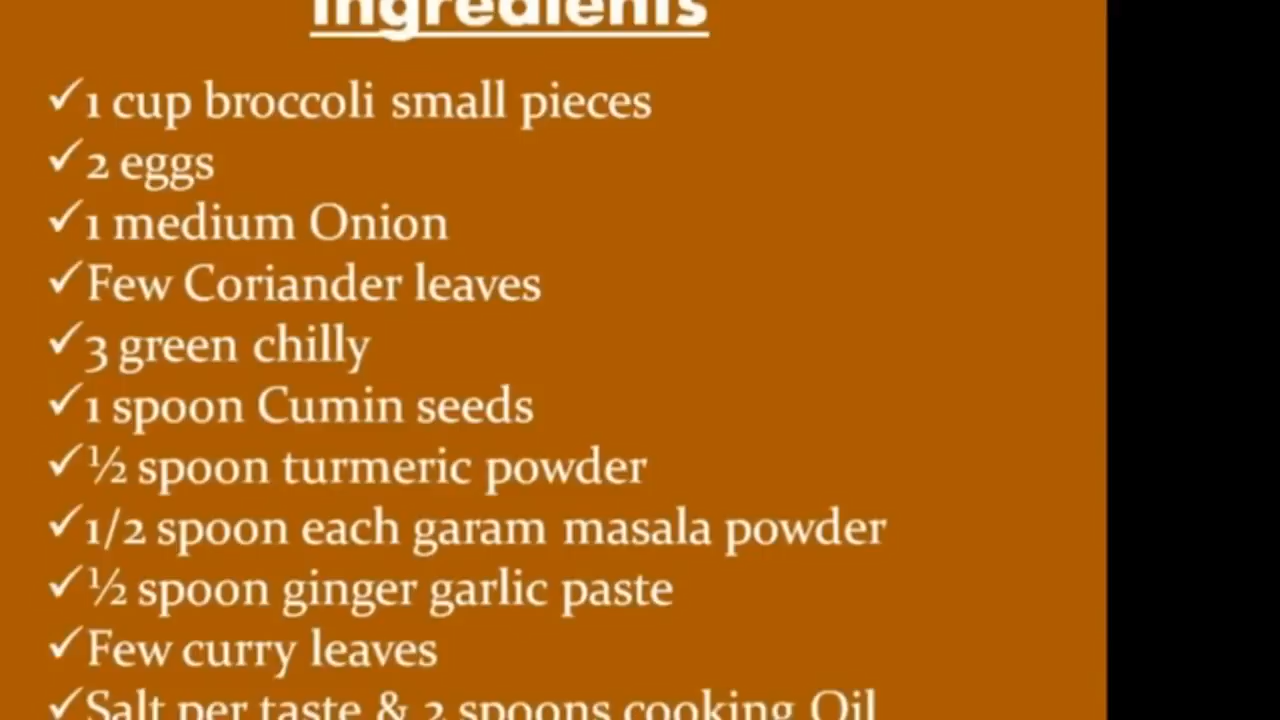 Ingredients
✓1 cup broccoli small pieces
✓2 eggs
✓1 medium Onion
✓Few Coriander leaves
✓3 green chilly
✓1 spoon Cumin seeds
✓½ spoon turmeric powder
✓1/2 spoon each garam masala powder
✓½ spoon ginger garlic paste
✓Few curry leaves
✓Salt per taste & 2 spoons cooking Oil